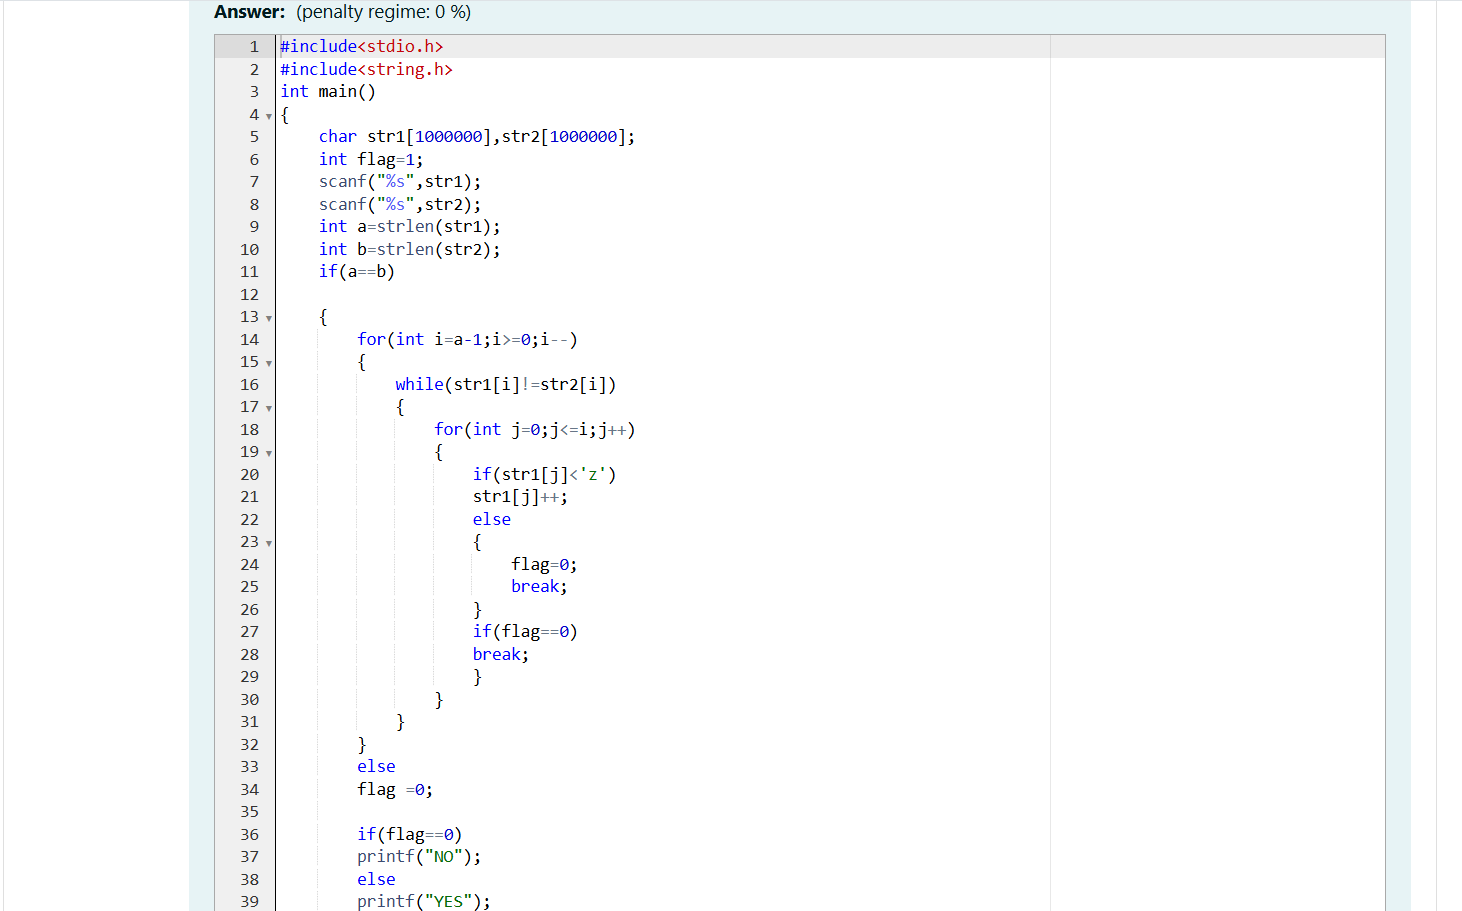 Answer: (penalty regime: 0 %)
1 #include<stdio.h>
2 #include<string.h>
3 int main()
4 {
5     char str1[1000000],str2[1000000];
6     int flag=1;
7     scanf("%s",str1);
8     scanf("%s",str2);
9     int a=strlen(str1);
10     int b=strlen(str2);
11     if(a==b)
12
13     {
14         for(int i=a-1;i>=0;i--)
15         {
16             while(str1[i]!=str2[i])
17             {
18                 for(int j=0;j<=i;j++)
19                 {
20                     if(str1[j]<'z')
21                     str1[j]++;
22                     else
23                     {
24                         flag=0;
25                         break;
26                     }
27                     if(flag==0)
28                     break;
29                     }
30                 }
31             }
32         }
33         else
34         flag =0;
35
36         if(flag==0)
37         printf("NO");
38         else
39         printf("YES");